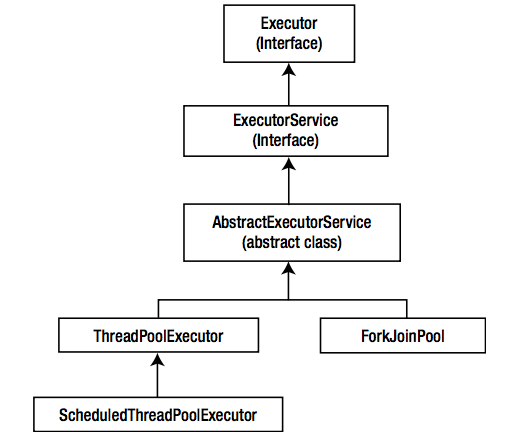 Executor
(Interface)
ExecutorService
(Interface)
AbstractExecutorService
(abstract class)
ThreadPoolExecutor
ForkJoinPool
ScheduledThreadPoolExecutor